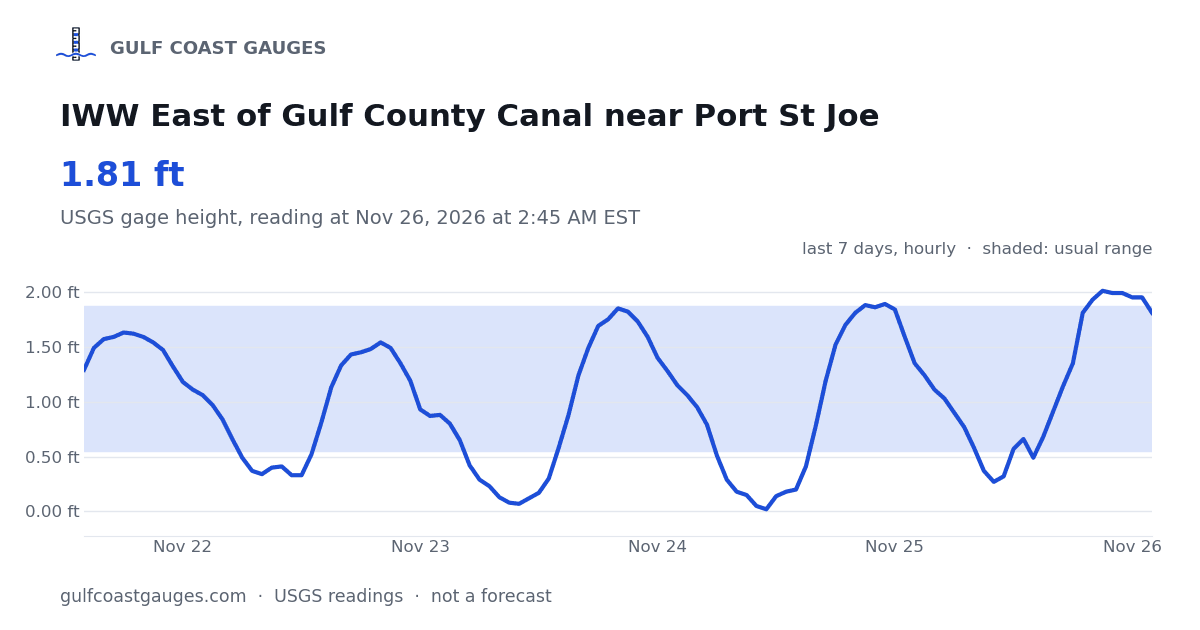 GULF COAST GAUGES
IWW East of Gulf County Canal near Port St Joe
1.81 ft
USGS gage height, reading at Nov 26, 2026 at 2:45 AM EST
last 7 days, hourly · shaded: usual range
2.00 ft
1.50 ft
1.00 ft
0.50 ft
0.00 ft
Nov 22 Nov 23 Nov 24 Nov 25 Nov 26
gulfcoastgauges.com · USGS readings · not a forecast